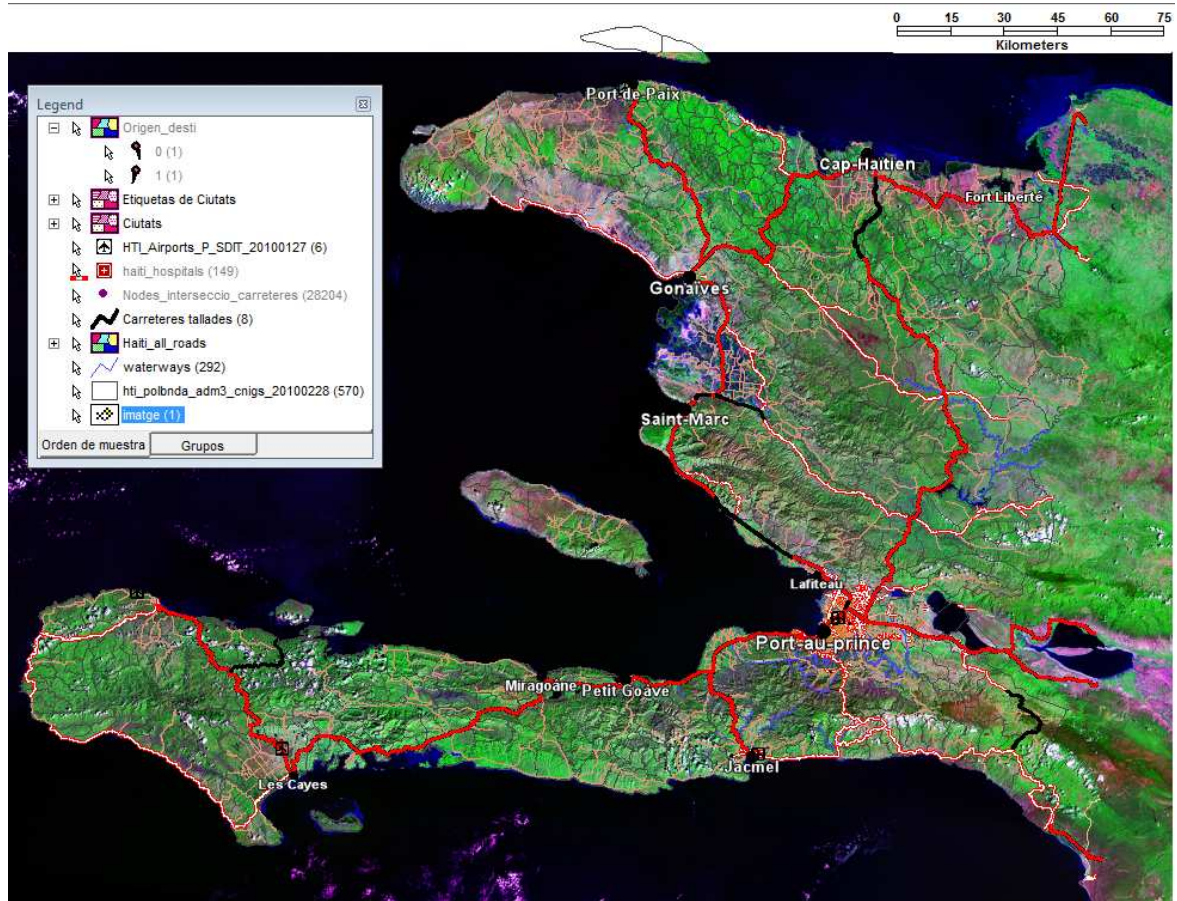 0 15 30 45 60 75
Kilometers
Legend
Origen_desti
0 (1)
1 (1)
Etiquetas de Ciutats
Ciutats
HTI_Airports_P_SDIT_20100127 (6)
haiti_hospitals (149)
Nodes_interseccio_carreteres (28204)
Carreteres tallades (8)
Haiti_all_roads
waterways (292)
hti_polbnda_adm3_cnigs_20100228 (570)
imatge (1)
Orden de muestra Grupos
Port-de-Paix
Cap-Haïtien
Fort Liberté
Gonaïves
Saint-Marc
Lafiteau
Port-au-prince
Miragoâne
Petit Goâve
Jacmel
Les Cayes